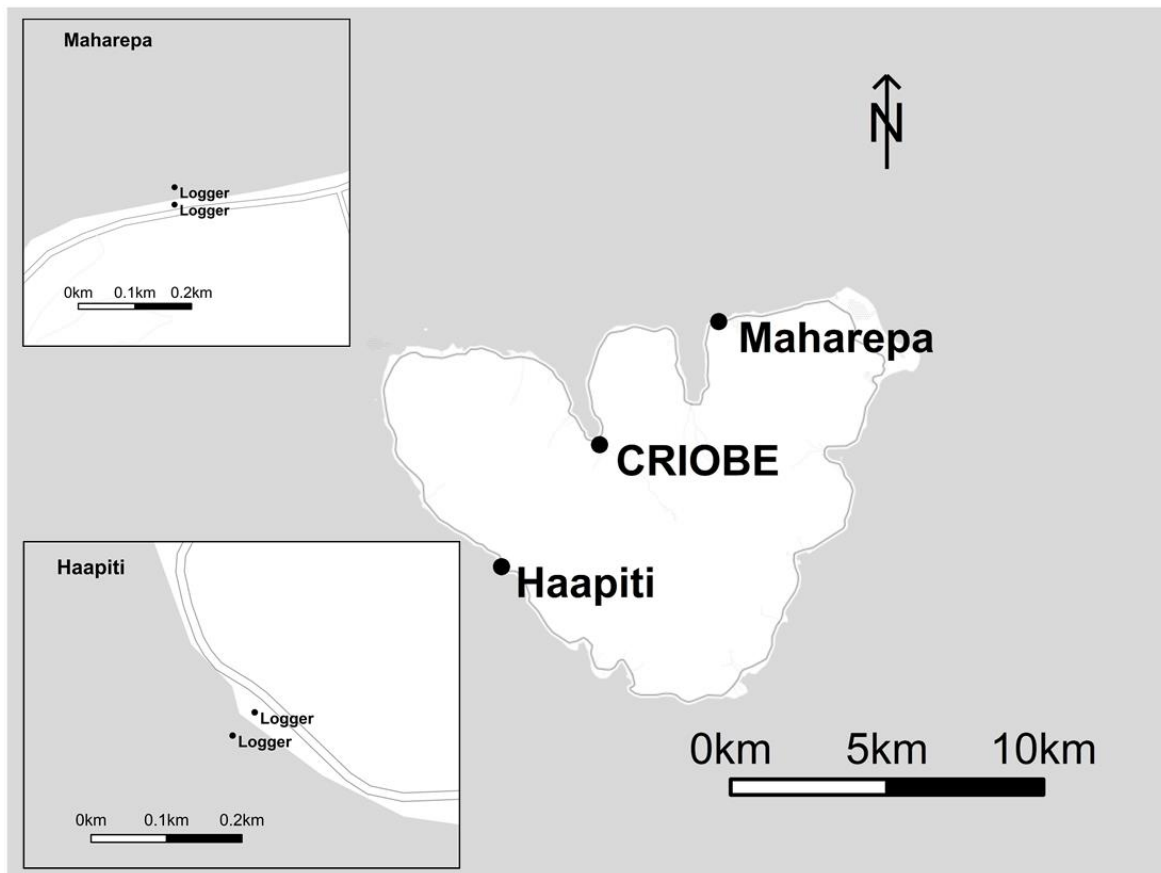 Maharepa
Logger
Logger
0km 0.1km 0.2km
N
Maharepa
CRIOBE
Haapiti
Haapiti
Logger
Logger
0km 0.1km 0.2km
0km 5km 10km